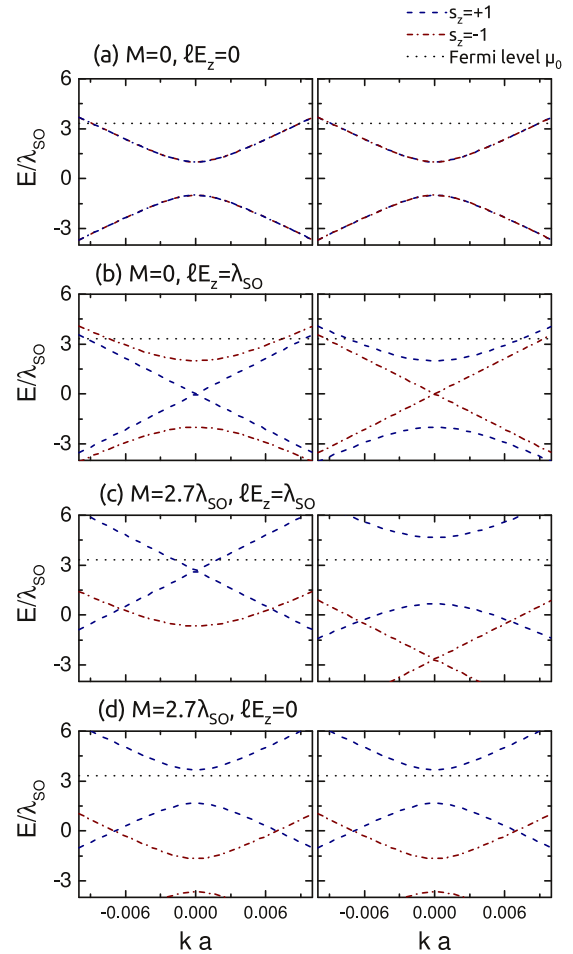 s_z=+1
s_z=-1
Fermi level μ_0
(a) M=0, ℓE_z=0
6
3
0
-3
E/λ_SO
(b) M=0, ℓE_z=λ_SO
6
3
0
-3
E/λ_SO
(c) M=2.7λ_SO, ℓE_z=λ_SO
6
3
0
-3
E/λ_SO
(d) M=2.7λ_SO, ℓE_z=0
6
3
0
-3
E/λ_SO
-0.006 0.000 0.006 -0.006 0.000 0.006
k a k a